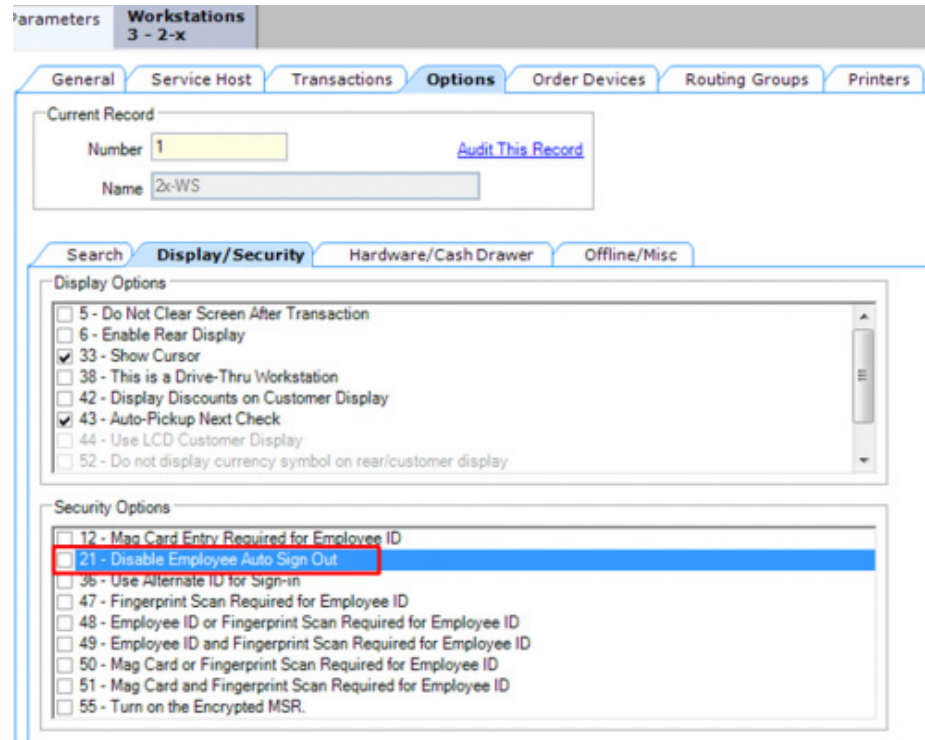 Parameters
Workstations
3 - 2-x
General Service Host Transactions Options Order Devices Routing Groups Printers
Current Record
Number 1 Audit This Record
Name 2x-WS
Search Display/Security Hardware/Cash Drawer Offline/Misc
Display Options
5 - Do Not Clear Screen After Transaction
6 - Enable Rear Display
33 - Show Cursor
38 - This is a Drive-Thru Workstation
42 - Display Discounts on Customer Display
43 - Auto-Pickup Next Check
44 - Use LCD Customer Display
52 - Do not display currency symbol on rear/customer display
Security Options
12 - Mag Card Entry Required for Employee ID
21 - Disable Employee Auto Sign Out
36 - Use Alternate ID for Sign-in
47 - Fingerprint Scan Required for Employee ID
48 - Employee ID or Fingerprint Scan Required for Employee ID
49 - Employee ID and Fingerprint Scan Required for Employee ID
50 - Mag Card or Fingerprint Scan Required for Employee ID
51 - Mag Card and Fingerprint Scan Required for Employee ID
55 - Turn on the Encrypted MSR.